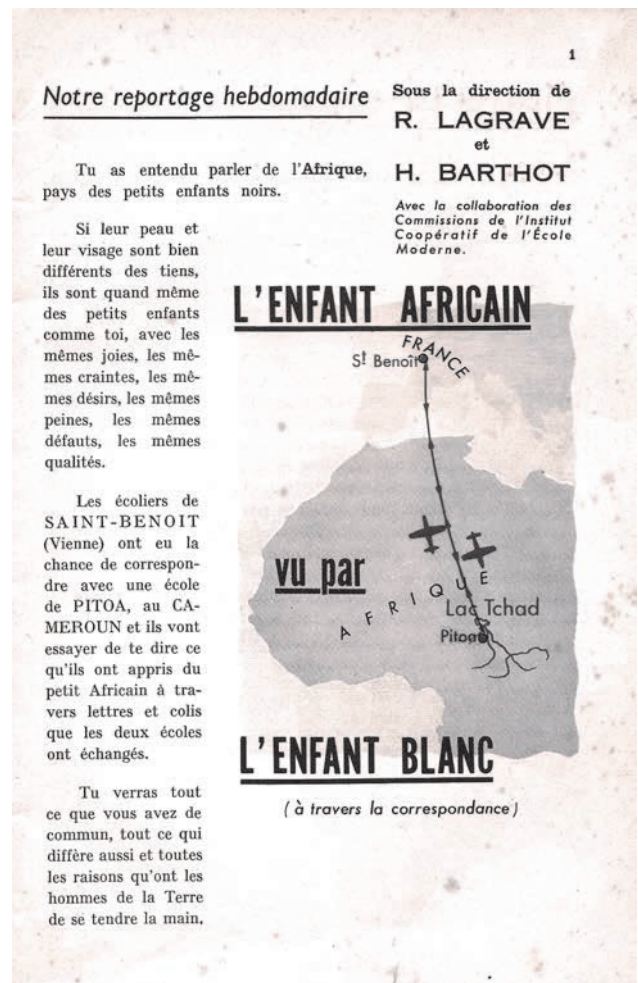 1
Notre reportage hebdomadaire
Sous la direction de
R. LAGRAVE
et
H. BARTHOT
Avec la collaboration des
Commissions de l'Institut
Coopératif de l'École
Moderne.
Tu as entendu parler de l'Afrique,
pays des petits enfants noirs.
Si leur peau et
leur visage sont bien
différents des tiens,
ils sont quand même
des petits enfants
comme toi, avec les
mêmes joies, les mê-
mes craintes, les mê-
mes désirs, les mêmes
peines, les mêmes
défauts, les mêmes
qualités.
Les écoliers de
SAINT-BENOIT
(Vienne) ont eu la
chance de correspon-
dre avec une école
de PITOA, au CA-
MEROUN et ils vont
essayer de te dire ce
qu'ils ont appris du
petit Africain à tra-
vers lettres et colis
que les deux écoles
ont échangés.
Tu verras tout
ce que vous avez de
commun, tout ce qui
diffère aussi et toutes
les raisons qu'ont les
hommes de la Terre
de se tendre la main.
L'ENFANT AFRICAIN
FRANCE
St Benoît
vu par
AFRIQUE
Lac Tchad
Pitoa
L'ENFANT BLANC
(à travers la correspondance)